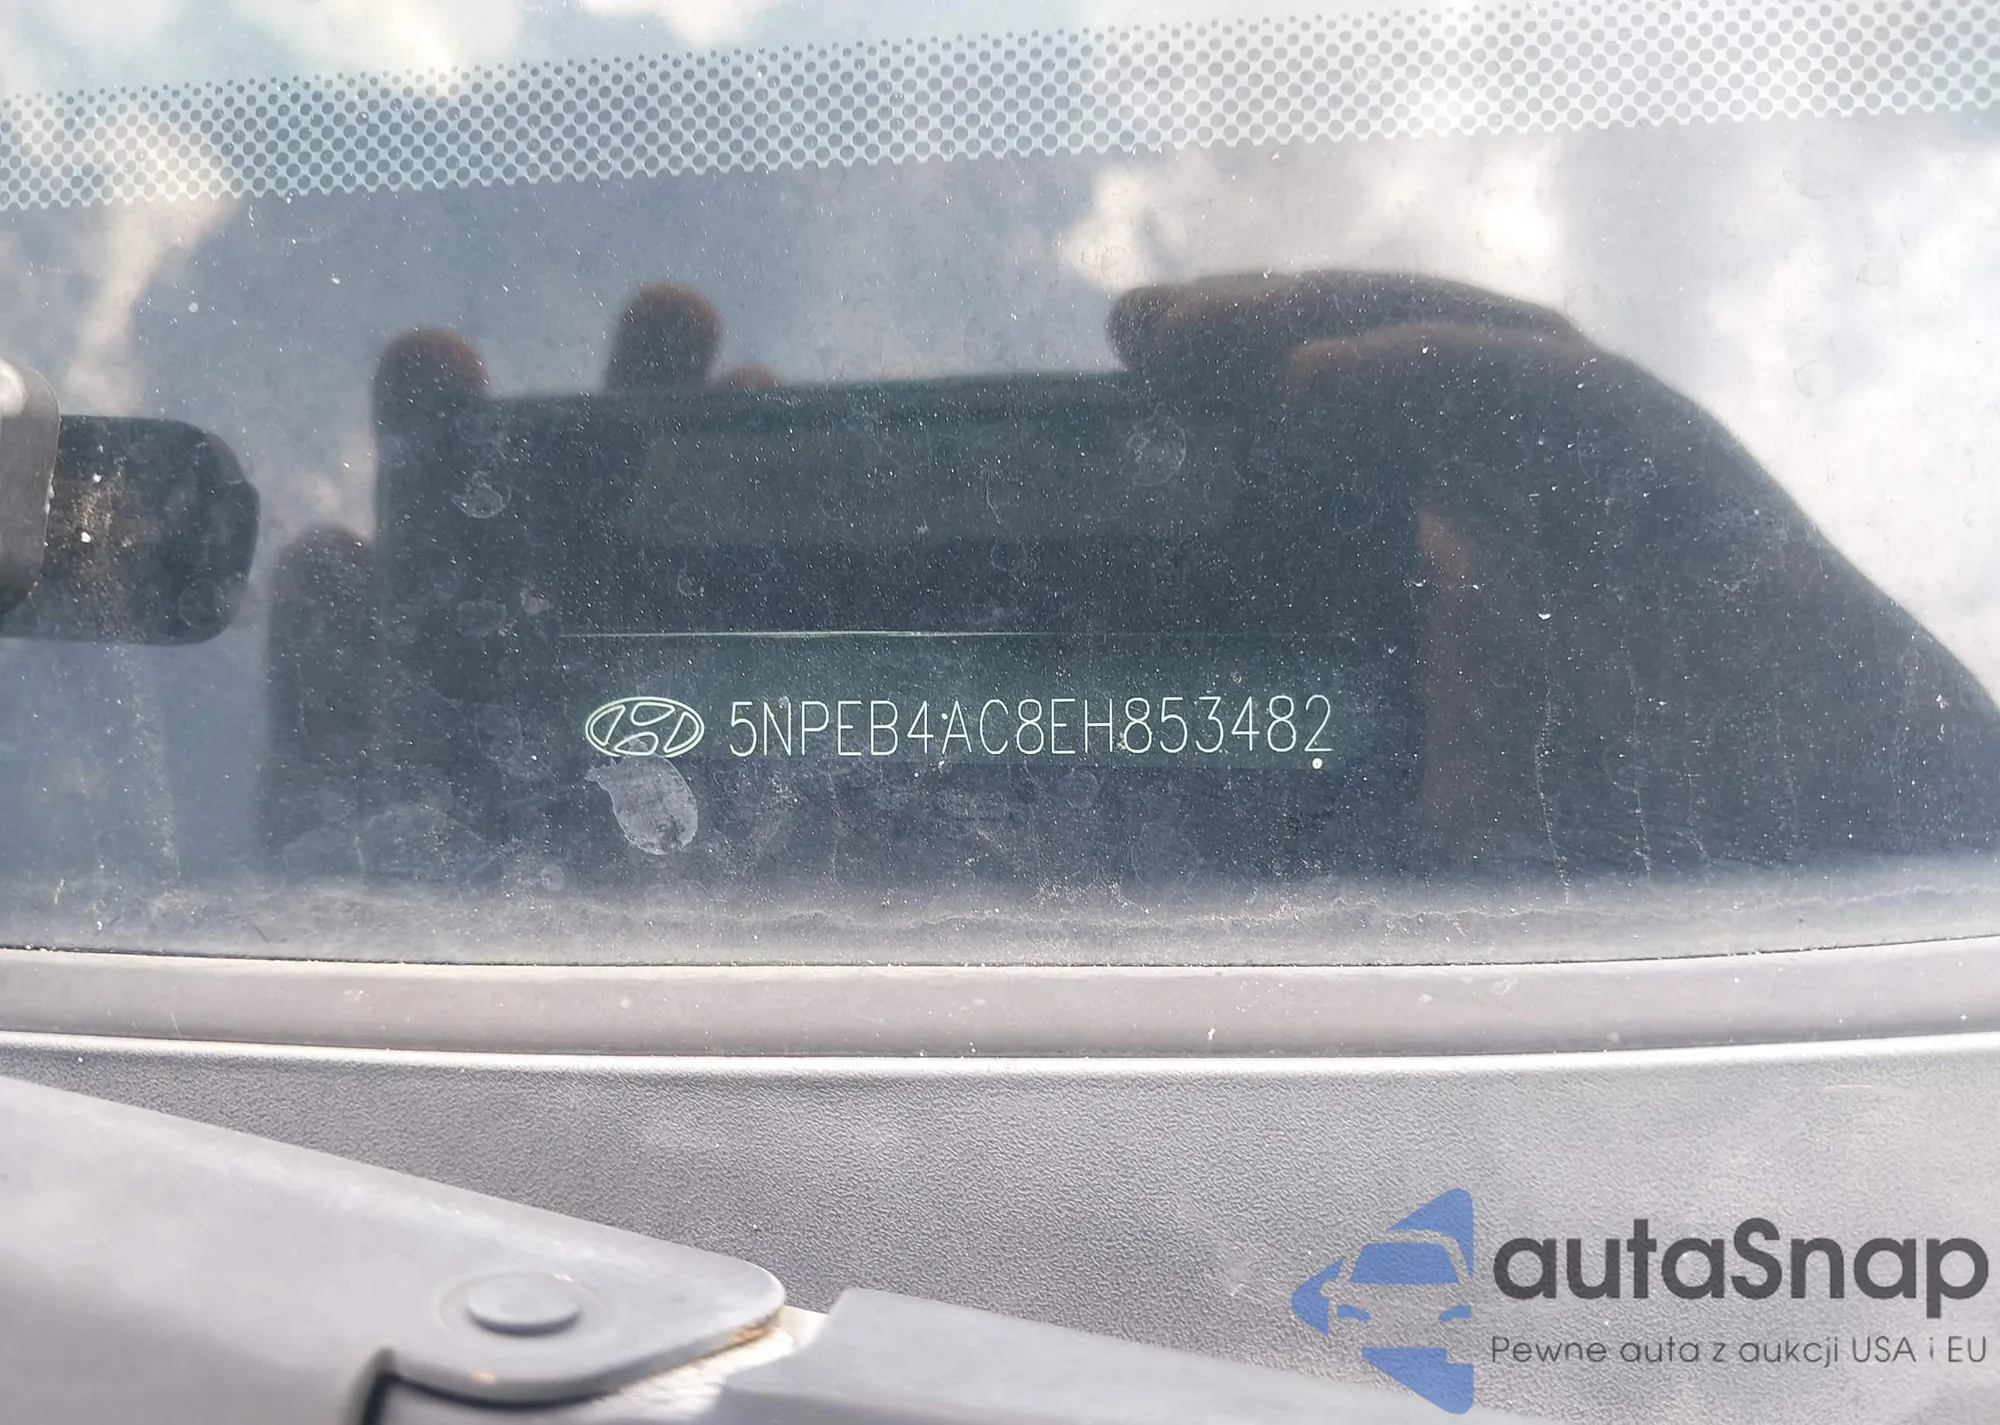 5NPEB4AC8EH853482
autaSnap
Pewne auta z aukcji USA i EU